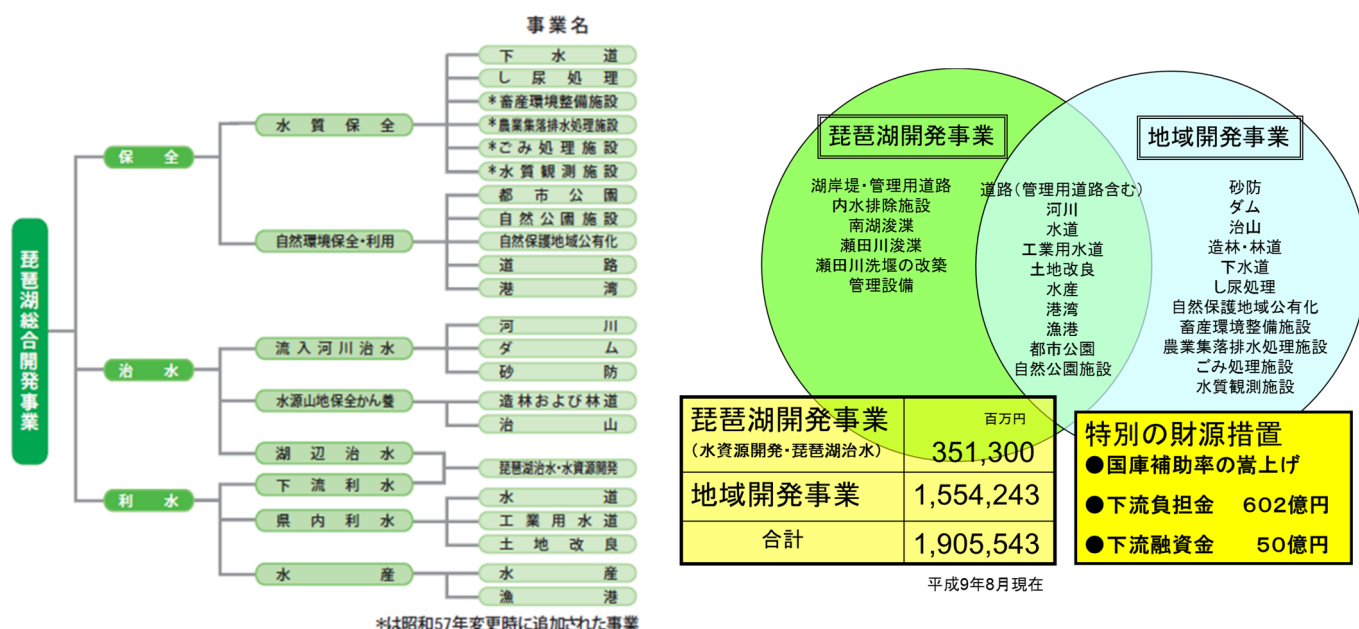 事業名
琵琶湖総合開発事業
保全
水質保全
下水道
し尿処理
*畜産環境整備施設
*農業集落排水処理施設
*ごみ処理施設
*水質観測施設
自然環境保全・利用
都市公園
自然公園施設
自然保護地域公有化
道路
港湾
治水
流入河川治水
河川
ダム
砂防
水源山地保全かん養
造林および林道
治山
湖辺治水
琵琶湖治水・水資源開発
利水
下流利水
県内利水
水道
工業用水道
土地改良
水産
水産
漁港
*は昭和57年変更時に追加された事業
琵琶湖開発事業
湖岸堤・管理用道路
内水排除施設
南湖浚渫
瀬田川浚渫
瀬田川洗堰の改築
管理設備
道路(管理用道路含む)
河川
水道
工業用水道
土地改良
水産
港湾
漁港
都市公園
自然公園施設
地域開発事業
砂防
ダム
治山
造林・林道
下水道
し尿処理
自然保護地域公有化
畜産環境整備施設
農業集落排水処理施設
ごみ処理施設
水質観測施設
琵琶湖開発事業 百万円
(水資源開発・琵琶湖治水) 351,300
地域開発事業 1,554,243
合計 1,905,543
平成9年8月現在
特別の財源措置
●国庫補助率の嵩上げ
●下流負担金 602億円
●下流融資金 50億円